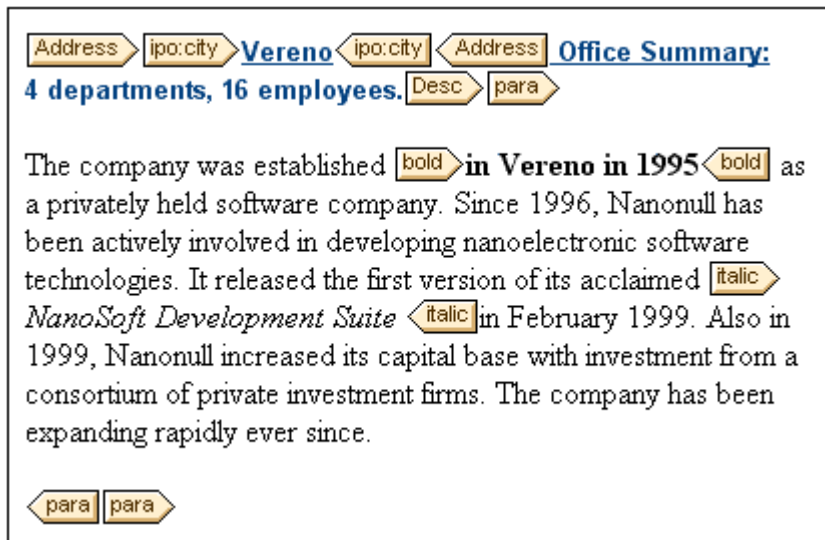 Address ipo:city Vereno ipo:city Address Office Summary:
4 departments, 16 employees. Desc para
The company was established bold in Vereno in 1995 bold as
a privately held software company. Since 1996, Nanonull has
been actively involved in developing nanoelectronic software
technologies. It released the first version of its acclaimed italic
NanoSoft Development Suite italic in February 1999. Also in
1999, Nanonull increased its capital base with investment from a
consortium of private investment firms. The company has been
expanding rapidly ever since.
para para